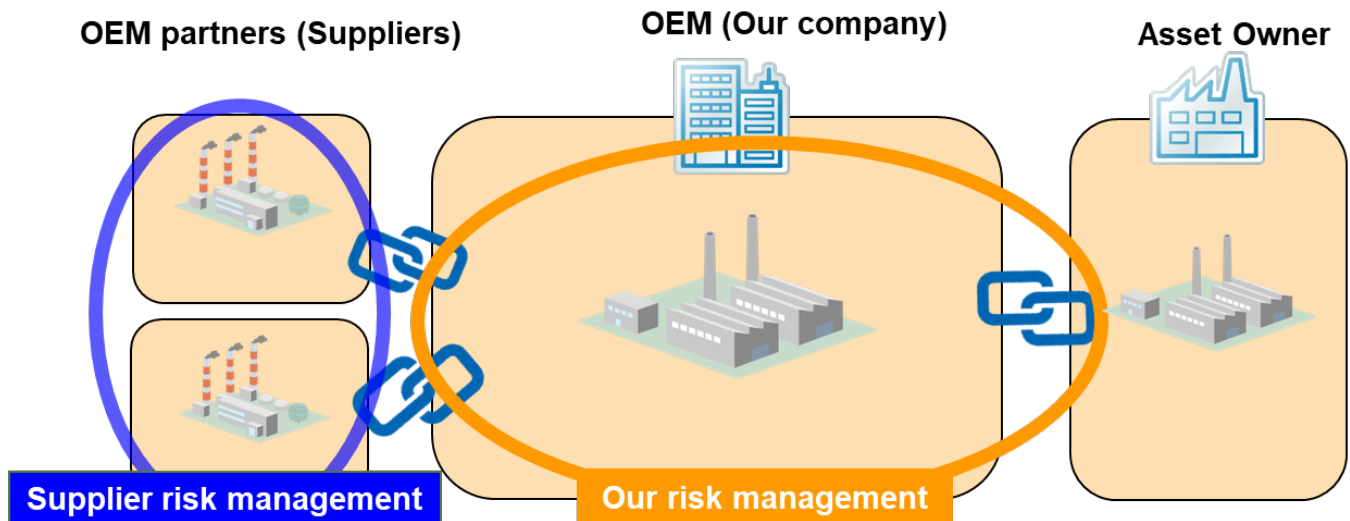 OEM partners (Suppliers)
OEM (Our company)
Asset Owner
Supplier risk management
Our risk management